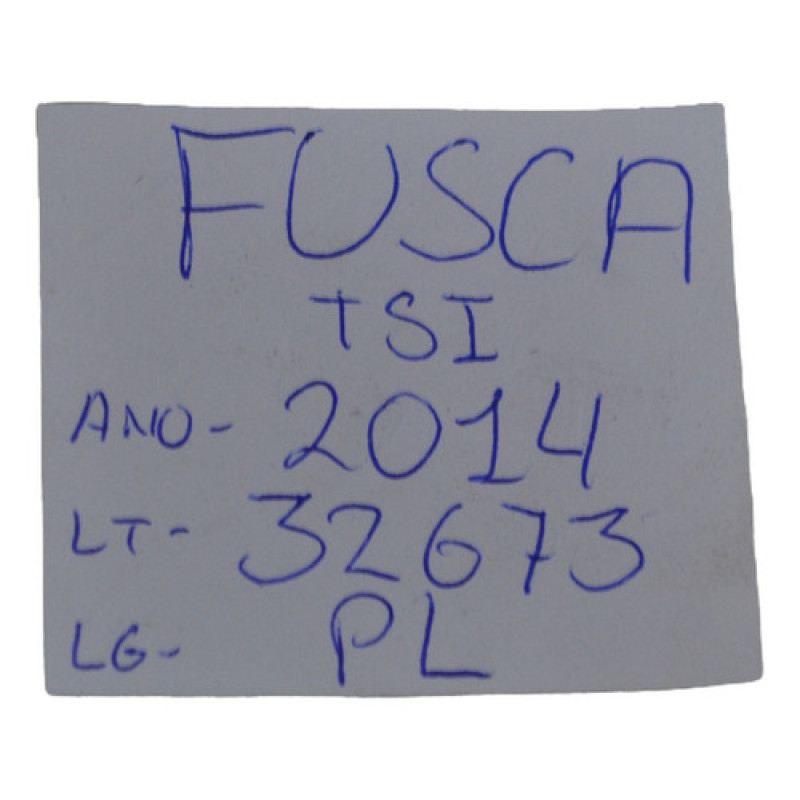 FUSCA
TSI
ANO- 2014
LT- 32673
LG- PL